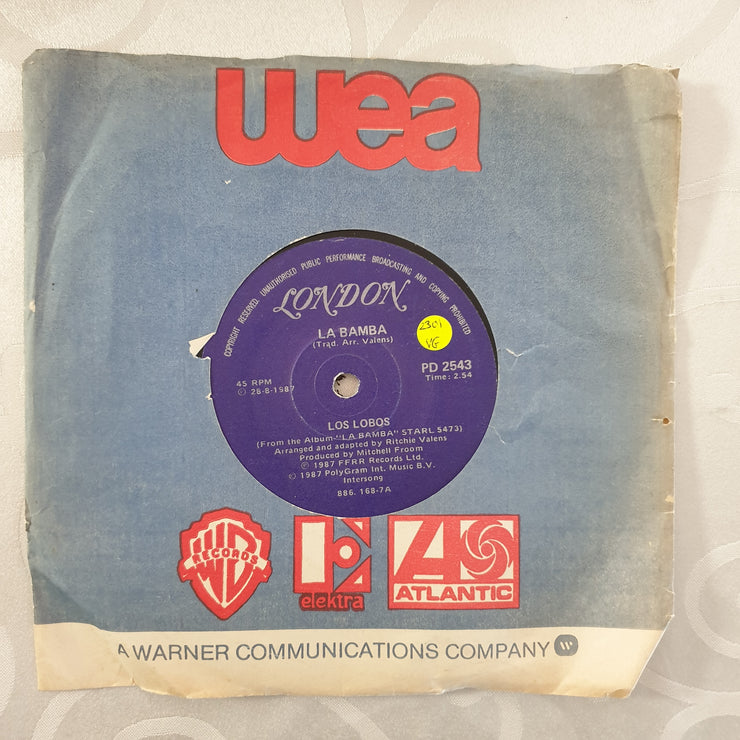 wea
COPYRIGHT RESERVED. UNAUTHORISED PUBLIC PERFORMANCE BROADCASTING AND COPYING PROHIBITED
LONDON
LA BAMBA
(Trad. Arr. Valens)
2301
VG
PD 2543
Time: 2.54
45 RPM
© 28-8-1987
LOS LOBOS
(From the Album-"LA BAMBA" STARL 5473)
Arranged and adapted by Ritchie Valens
Produced by Mitchell Froom
℗ 1987 FFRR Records Ltd.
© 1987 PolyGram Int. Music B.V.
Intersong
886. 168-7A
WB
RECORDS
elektra
ATLANTIC
A WARNER COMMUNICATIONS COMPANY